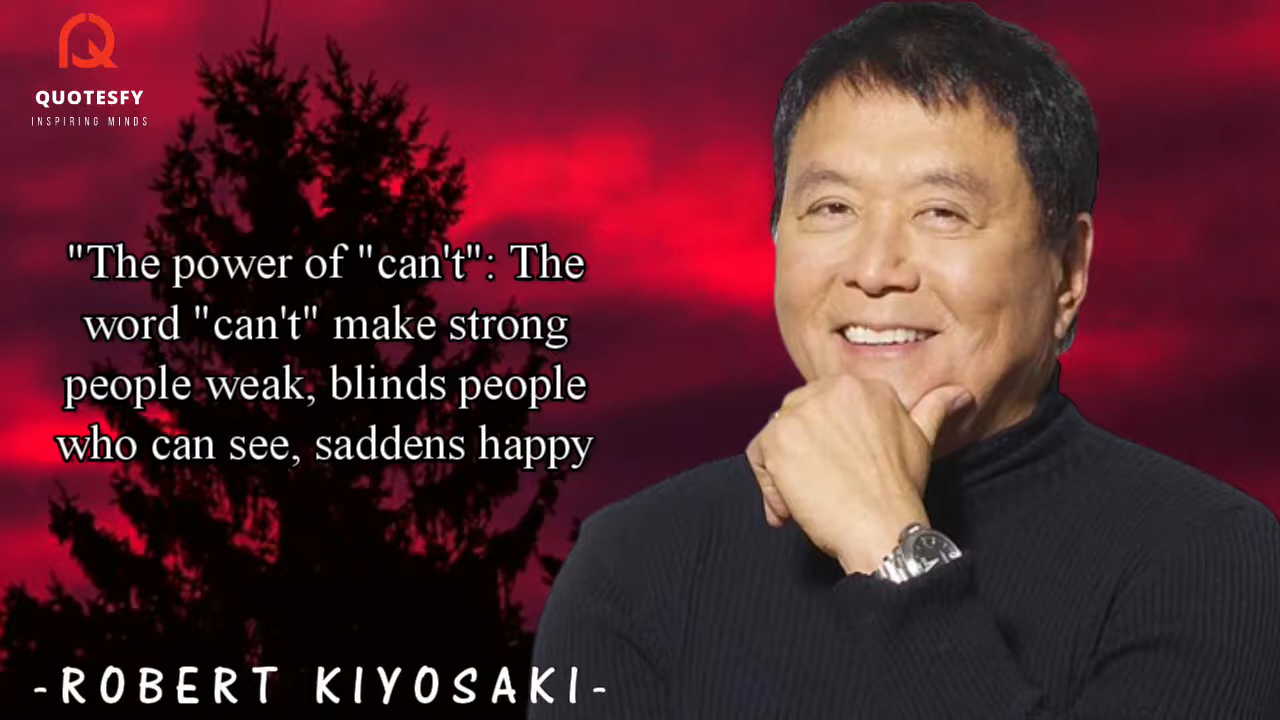 QUOTESFY
INSPIRING MINDS
"The power of "can't": The
word "can't" make strong
people weak, blinds people
who can see, saddens happy
-ROBERT KIYOSAKI-